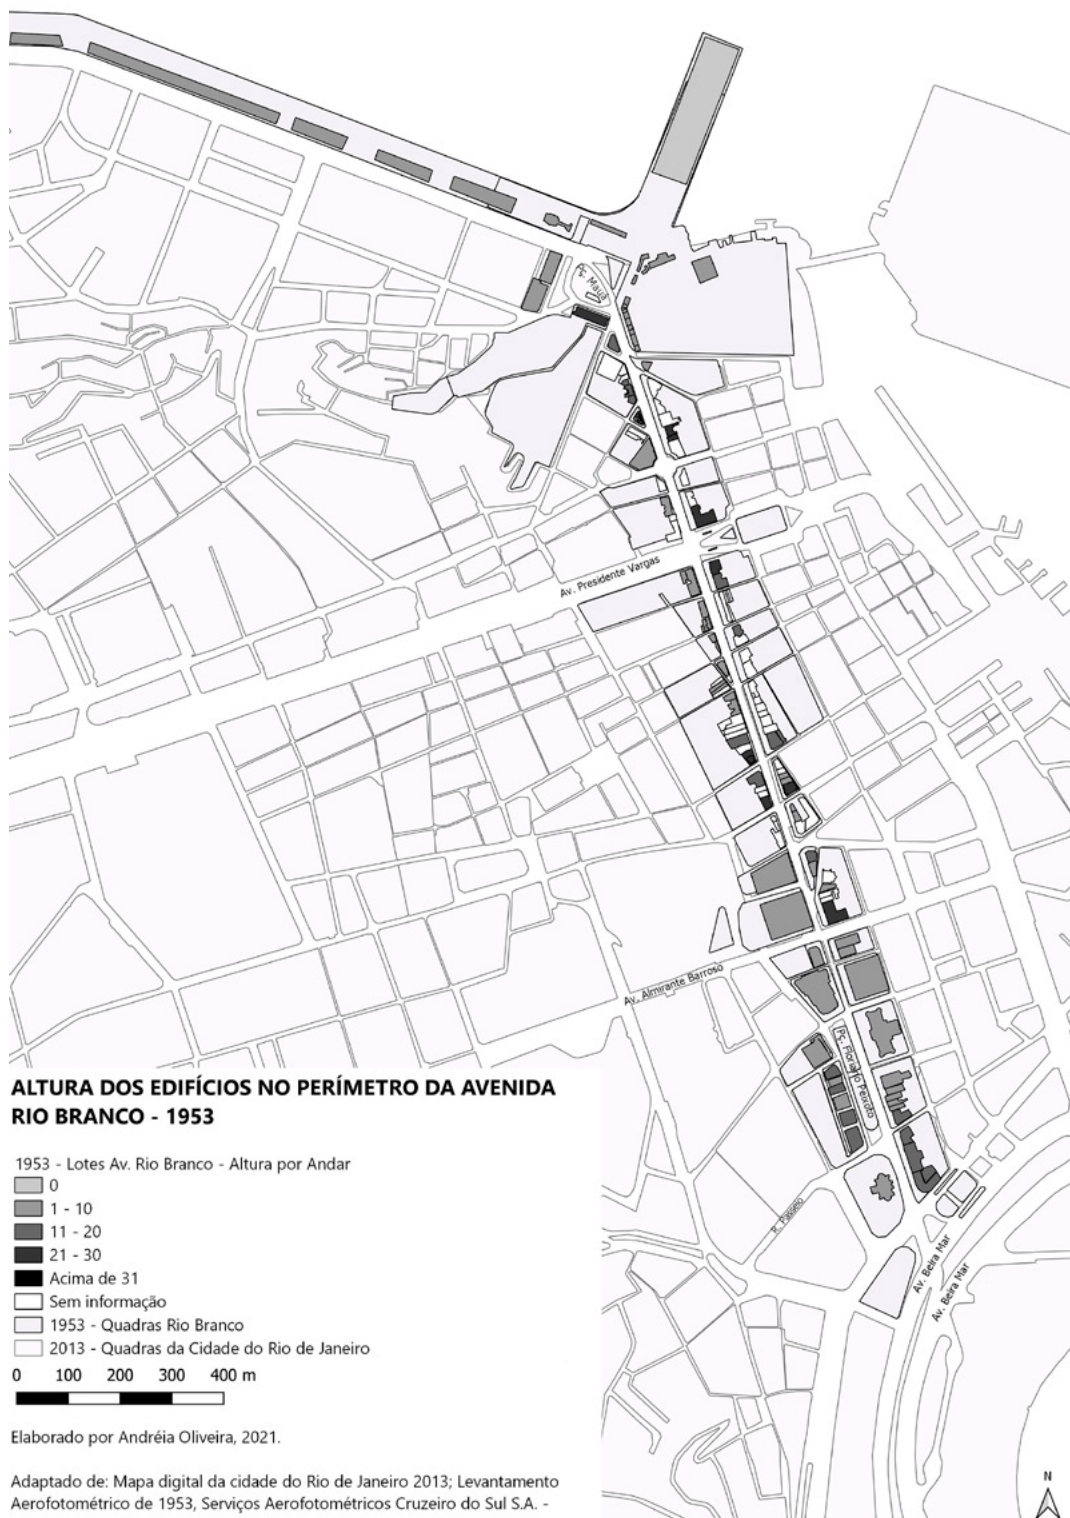 Pç. Mauá
Av. Presidente Vargas
Av. Almirante Barroso
Pç. Floriano Peixoto
R. Passeio
Av. Beira Mar
Av. Beira Mar
ALTURA DOS EDIFÍCIOS NO PERÍMETRO DA AVENIDA
RIO BRANCO - 1953
1953 - Lotes Av. Rio Branco - Altura por Andar
0
1 - 10
11 - 20
21 - 30
Acima de 31
Sem informação
1953 - Quadras Rio Branco
2013 - Quadras da Cidade do Rio de Janeiro
0 100 200 300 400 m
Elaborado por Andréia Oliveira, 2021.
Adaptado de: Mapa digital da cidade do Rio de Janeiro 2013; Levantamento
Aerofotométrico de 1953, Serviços Aerofotométricos Cruzeiro do Sul S.A. -
N